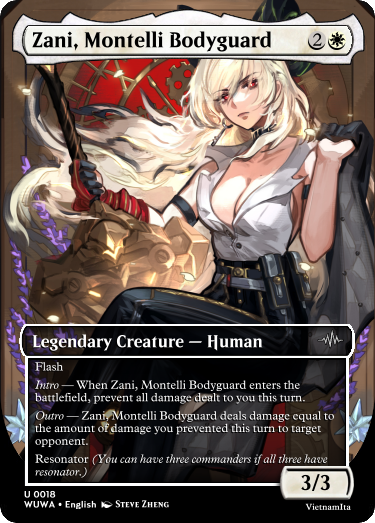 Zani, Montelli Bodyguard 2
Legendary Creature — Human
Flash
Intro — When Zani, Montelli Bodyguard enters the
battlefield, prevent all damage dealt to you this turn.
Outro — Zani, Montelli Bodyguard deals damage equal to
the amount of damage you prevented this turn to target
opponent.
Resonator (You can have three commanders if all three have
resonator.)
3/3
U 0018
WUWA • English STEVE ZHENG
VietnamIta